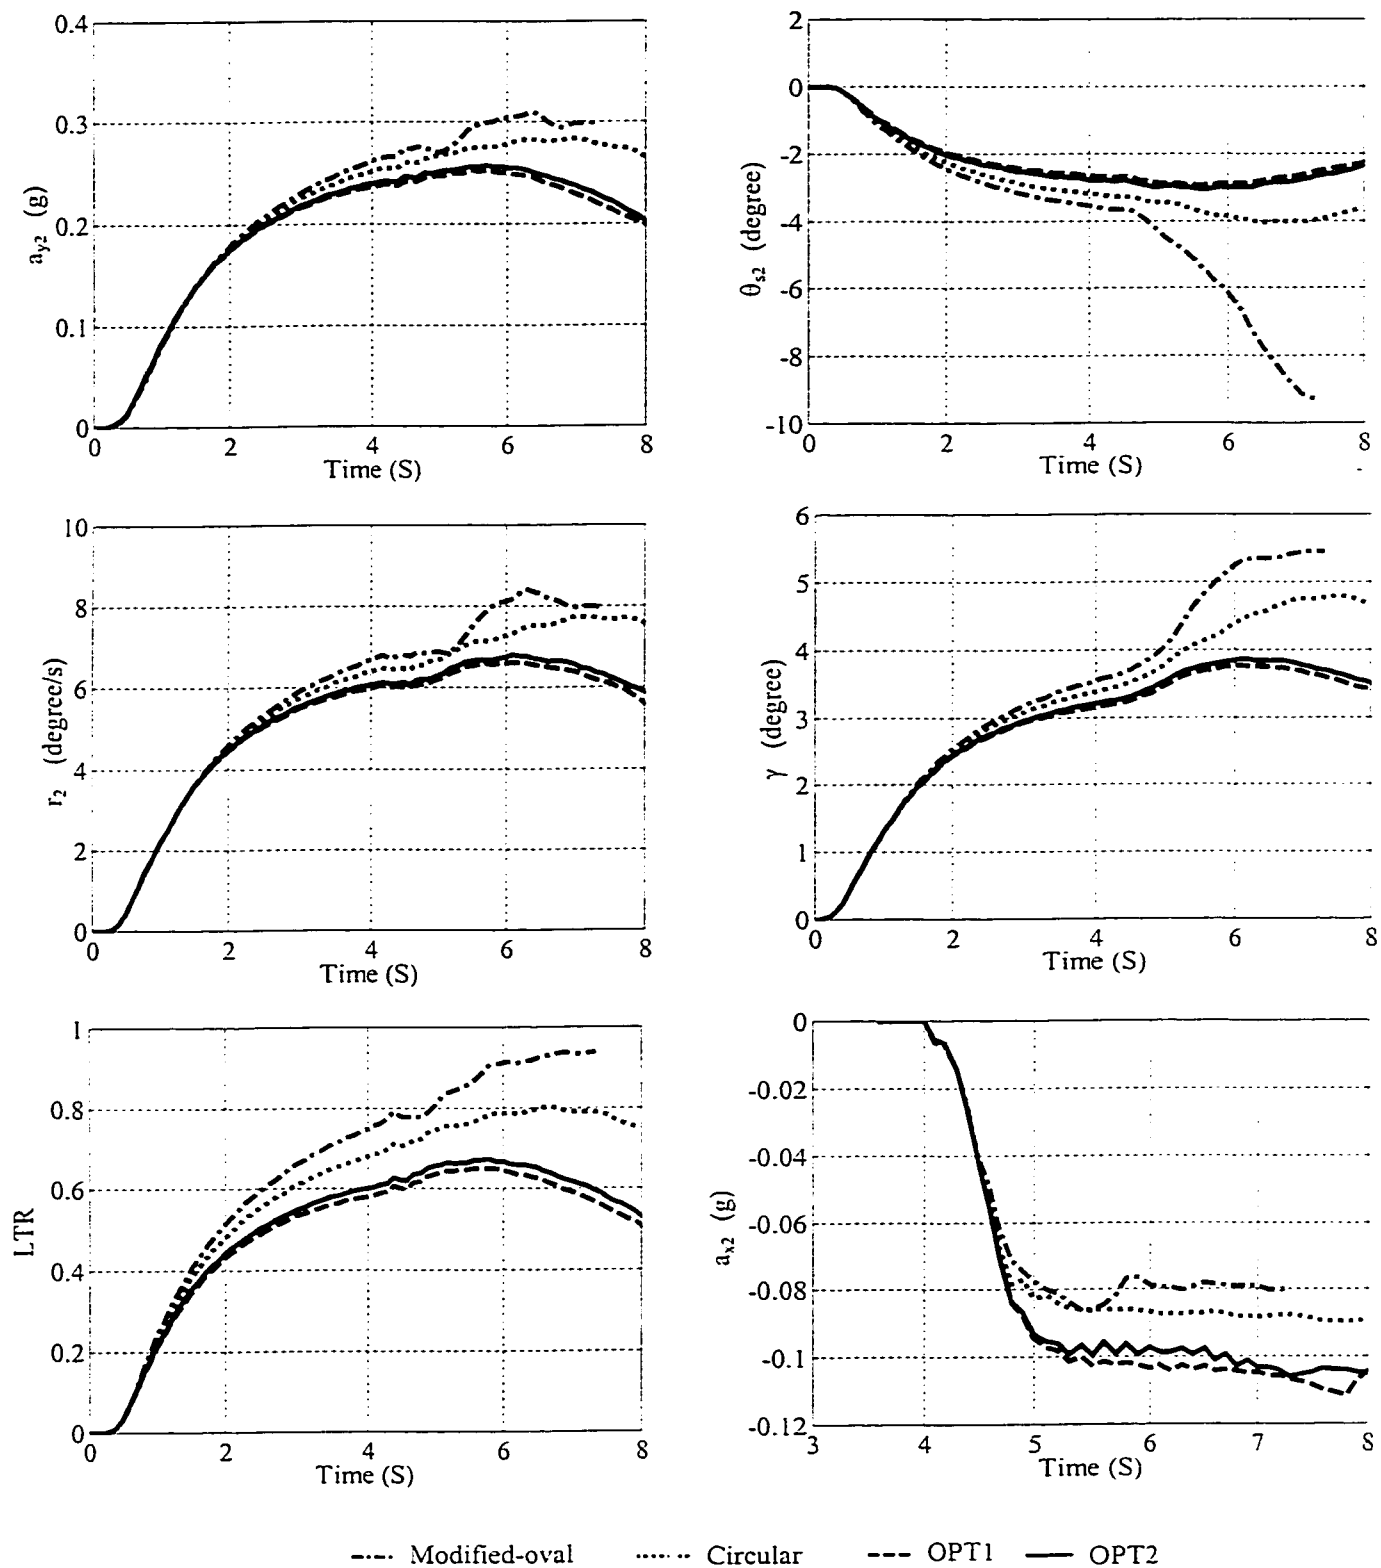 0.4
0.3
0.2
0.1
0
a_y2 (g)
0 2 4 6 8
Time (S)
2
0
-2
-4
-6
-8
-10
θ_s2 (degree)
0 2 4 6 8
Time (S)
10
8
6
4
2
0
r_2 (degree/s)
0 2 4 6 8
Time (S)
6
5
4
3
2
1
0
γ (degree)
0 2 4 6 8
Time (S)
1
0.8
0.6
0.4
0.2
0
LTR
0 2 4 6 8
Time (S)
0
-0.02
-0.04
-0.06
-0.08
-0.1
-0.12
a_x2 (g)
3 4 5 6 7 8
Time (S)
Modified-oval Circular OPT1 OPT2